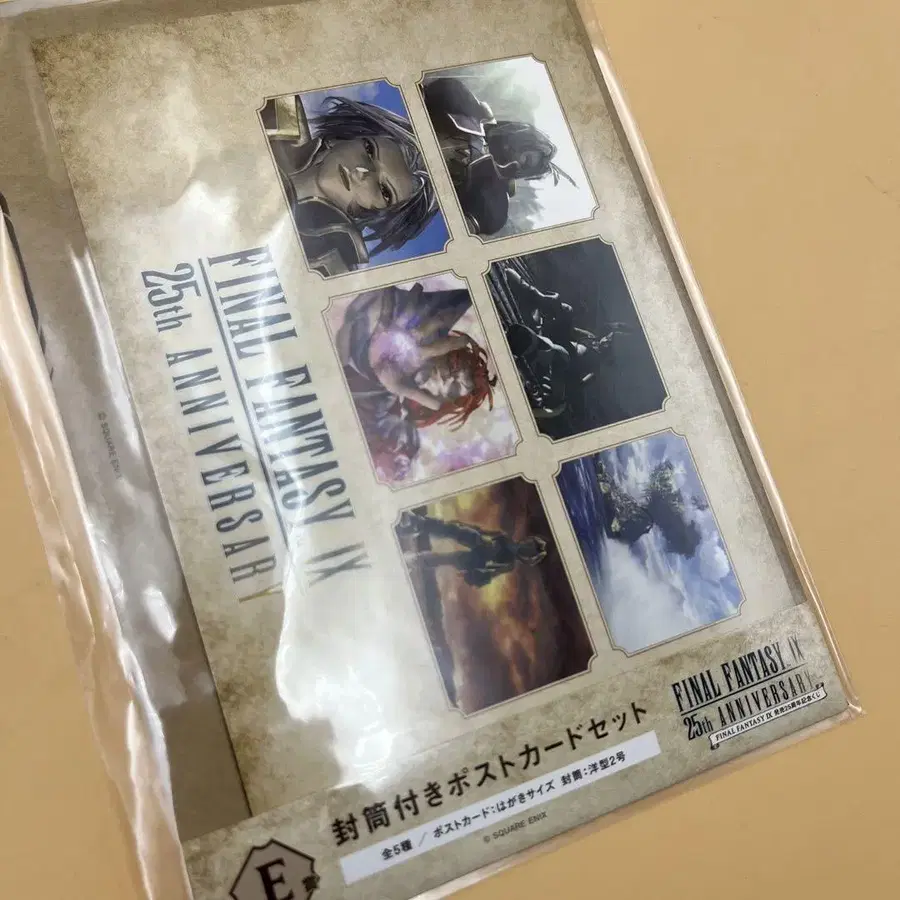 FINAL FANTASY IX
25th ANNIVERSARY
© SQUARE ENIX
FINAL FANTASY IX
25th ANNIVERSARY
FINAL FANTASY IX 発売25周年記念くじ
封筒付きポストカードセット
全5種 / ポストカード：はがきサイズ 封筒：洋型2号
© SQUARE ENIX
E賞